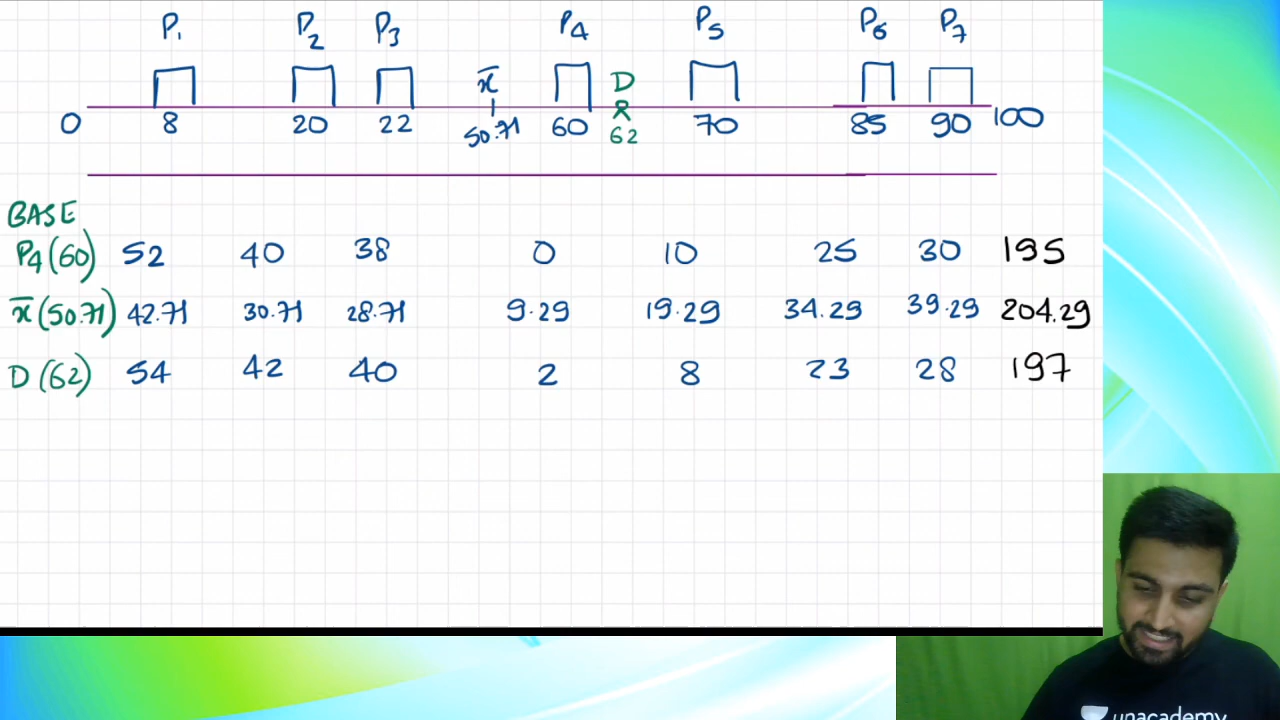 P₁ P₂ P₃ P₄ P₅ P₆ P₇
x̄ D
0 8 20 22 50.71 60 62 70 85 90 100
BASE
P₄(60) 52 40 38 0 10 25 30 195
x̄(50.71) 42.71 30.71 28.71 9.29 19.29 34.29 39.29 204.29
D(62) 54 42 40 2 8 23 28 197
unacademy